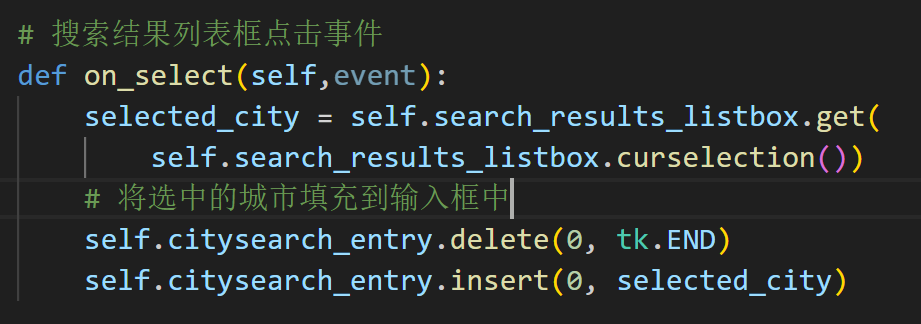 # 搜索结果列表框点击事件
def on_select(self,event):
    selected_city = self.search_results_listbox.get(
        self.search_results_listbox.curselection())
    # 将选中的城市填充到输入框中
    self.citysearch_entry.delete(0, tk.END)
    self.citysearch_entry.insert(0, selected_city)